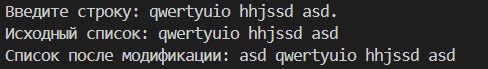 Введите строку: qwertyuio hhjssd asd.
Исходный список: qwertyuio hhjssd asd
Список после модификации: asd qwertyuio hhjssd asd